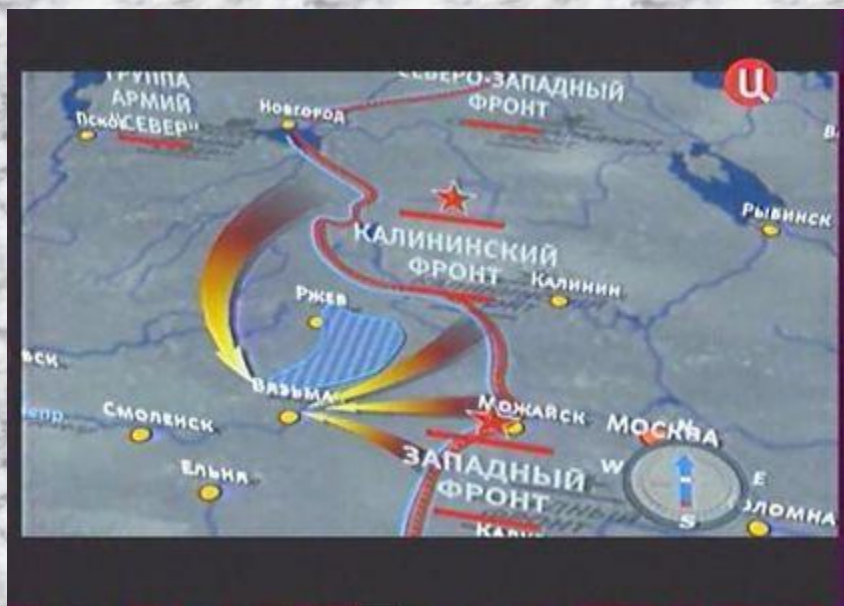 ГРУППА
АРМИЙ
"СЕВЕР"
Псков
Новгород
СЕВЕРО-ЗАПАДНЫЙ
ФРОНТ
Ц
Рыбинск
КАЛИНИНСКИЙ
ФРОНТ
Калинин
Ржев
Вязьма
Смоленск
Ельня
Можайск
МОСКВА
ЗАПАДНЫЙ
ФРОНТ
N
W
E
S